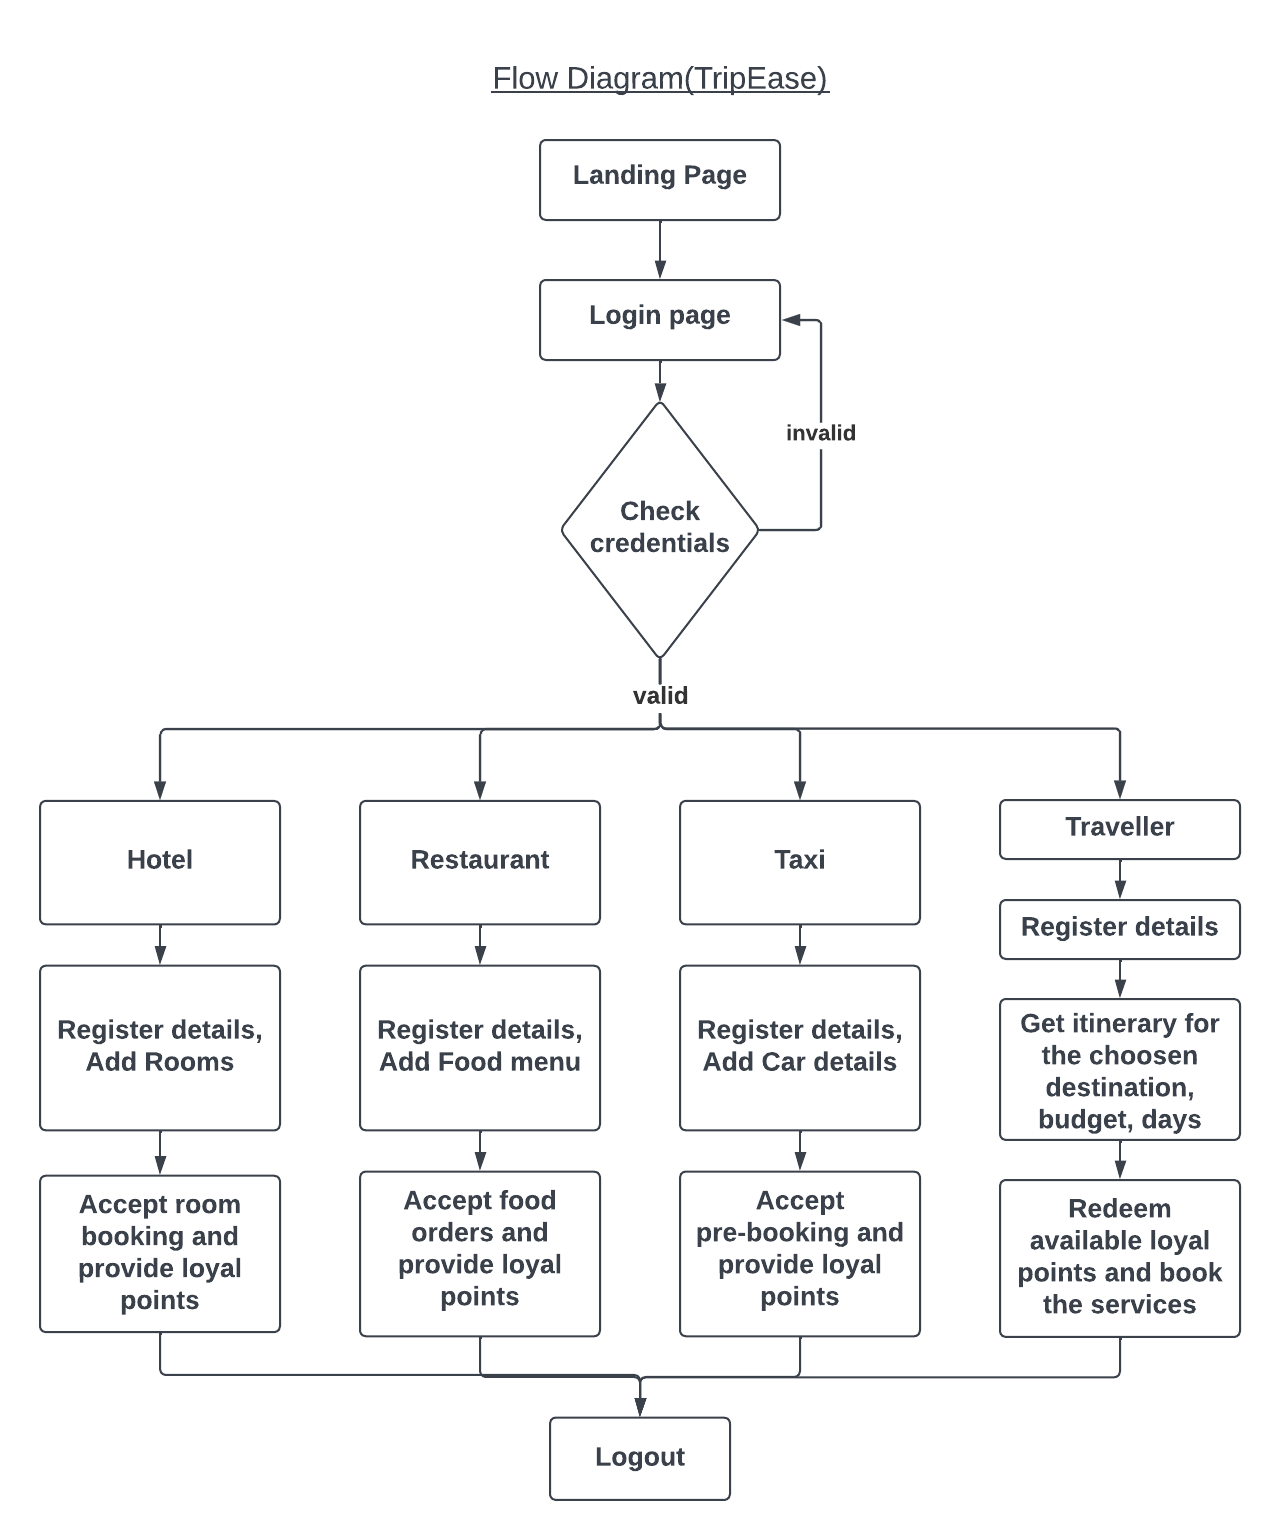 Flow Diagram(TripEase)
Landing Page
Login page
invalid
Check
credentials
valid
Hotel
Restaurant
Taxi
Traveller
Register details
Register details,
Add Rooms
Register details,
Add Food menu
Register details,
Add Car details
Get itinerary for
the choosen
destination,
budget, days
Accept room
booking and
provide loyal
points
Accept food
orders and
provide loyal
points
Accept
pre-booking and
provide loyal
points
Redeem
available loyal
points and book
the services
Logout